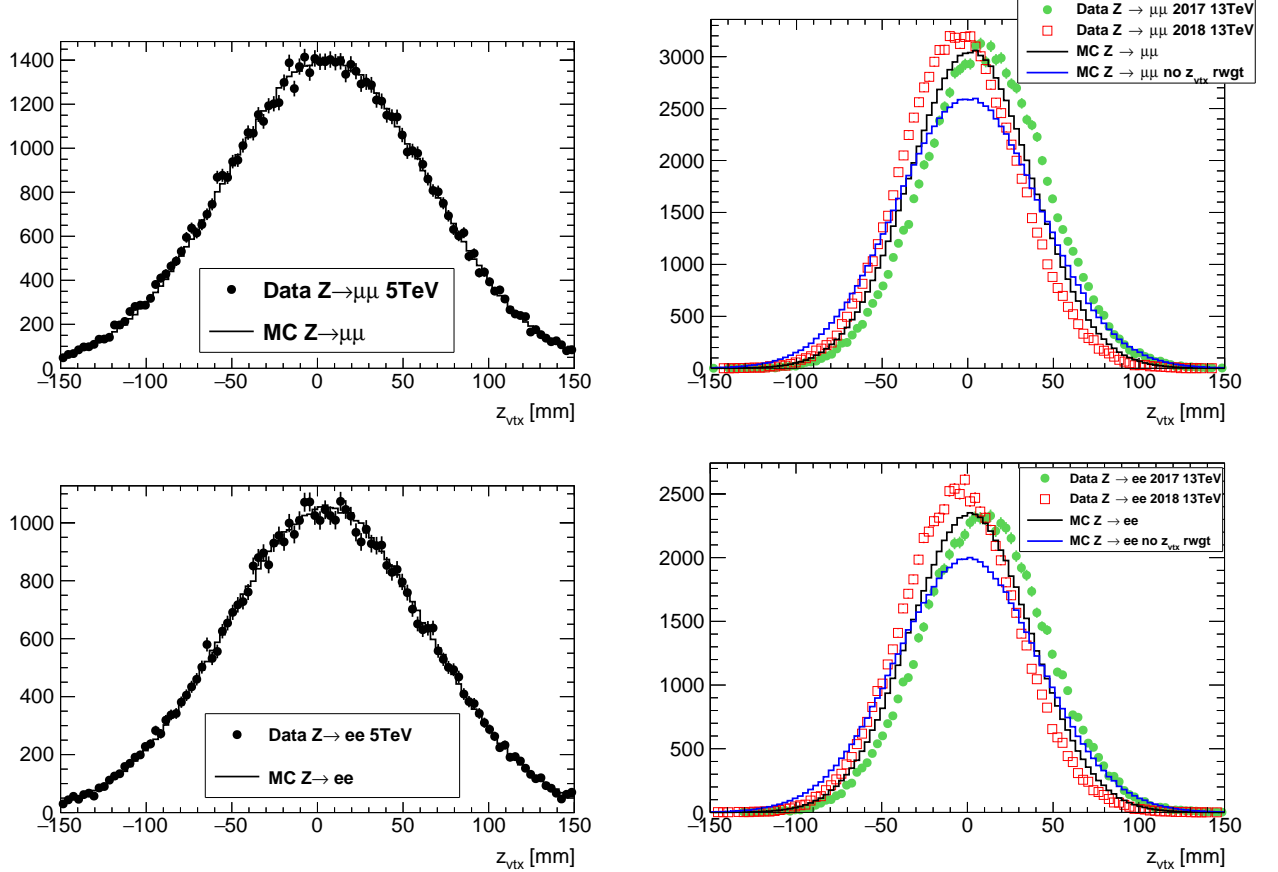 1400
1200
1000
800
600
400
200
0
Data Z→μμ 5TeV
MC Z→μμ
−150 −100 −50 0 50 100 150
z_vtx [mm]
Data Z → μμ 2017 13TeV
Data Z → μμ 2018 13TeV
MC Z → μμ
MC Z → μμ no z_vtx rwgt
3000
2500
2000
1500
1000
500
0
−150 −100 −50 0 50 100 150
z_vtx [mm]
1000
800
600
400
200
0
Data Z→ ee 5TeV
MC Z→ ee
−150 −100 −50 0 50 100 150
z_vtx [mm]
Data Z → ee 2017 13TeV
Data Z → ee 2018 13TeV
MC Z → ee
MC Z → ee no z_vtx rwgt
2500
2000
1500
1000
500
0
−150 −100 −50 0 50 100 150
z_vtx [mm]